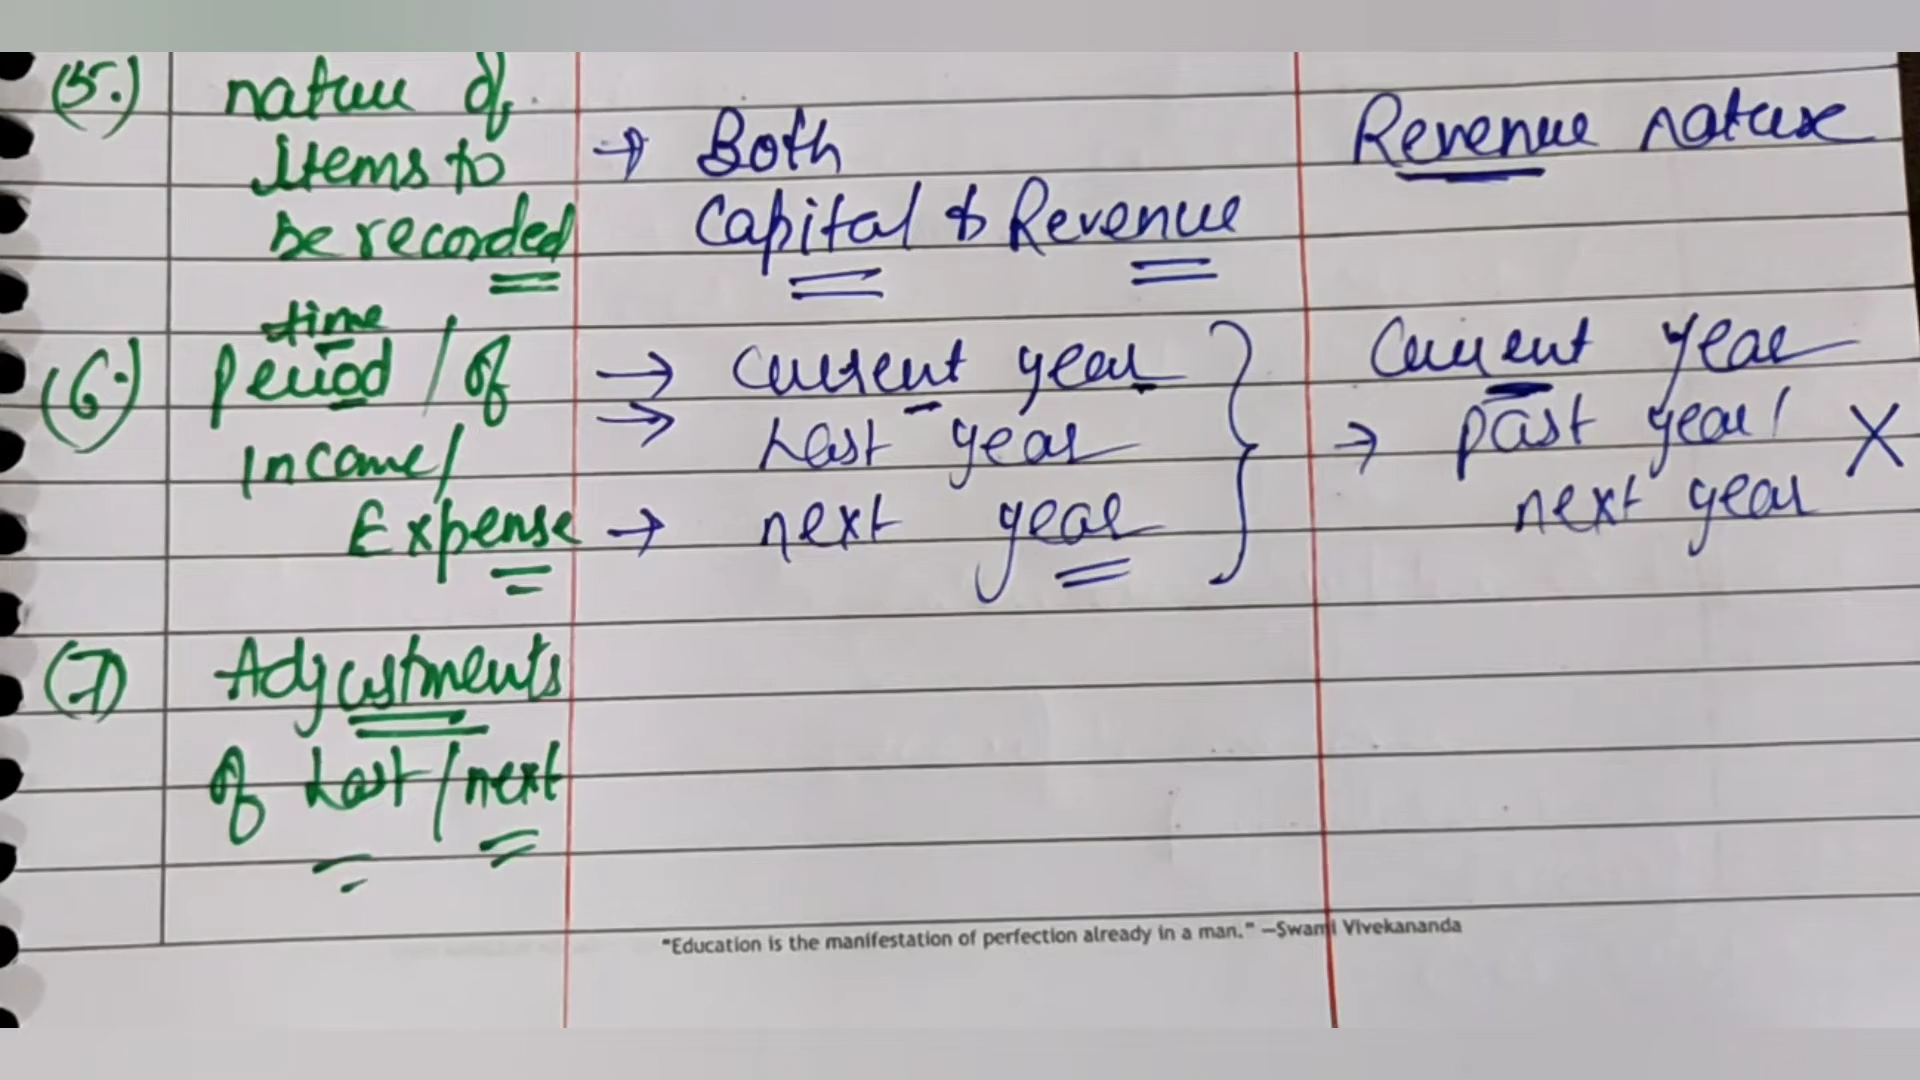 (5.) nature of
items to → Both Revenue nature
be recorded Capital & Revenue
time
(6.) Period / of → Current year Current year
Income/ → Last year → past year/ X
Expense → next year next year
(7) Adjustments
of Last/next
"Education is the manifestation of perfection already in a man." —Swami Vivekananda